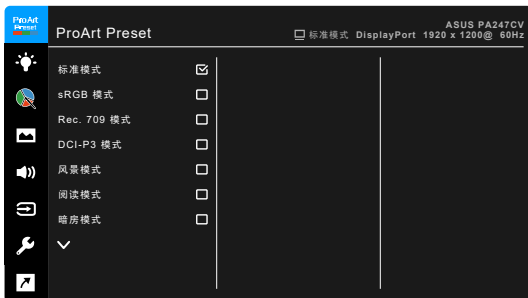 ProArt
Preset
ProArt Preset
ASUS PA247CV
标准模式 DisplayPort 1920 x 1200@ 60Hz
标准模式
sRGB 模式
Rec. 709 模式
DCI-P3 模式
风景模式
阅读模式
暗房模式